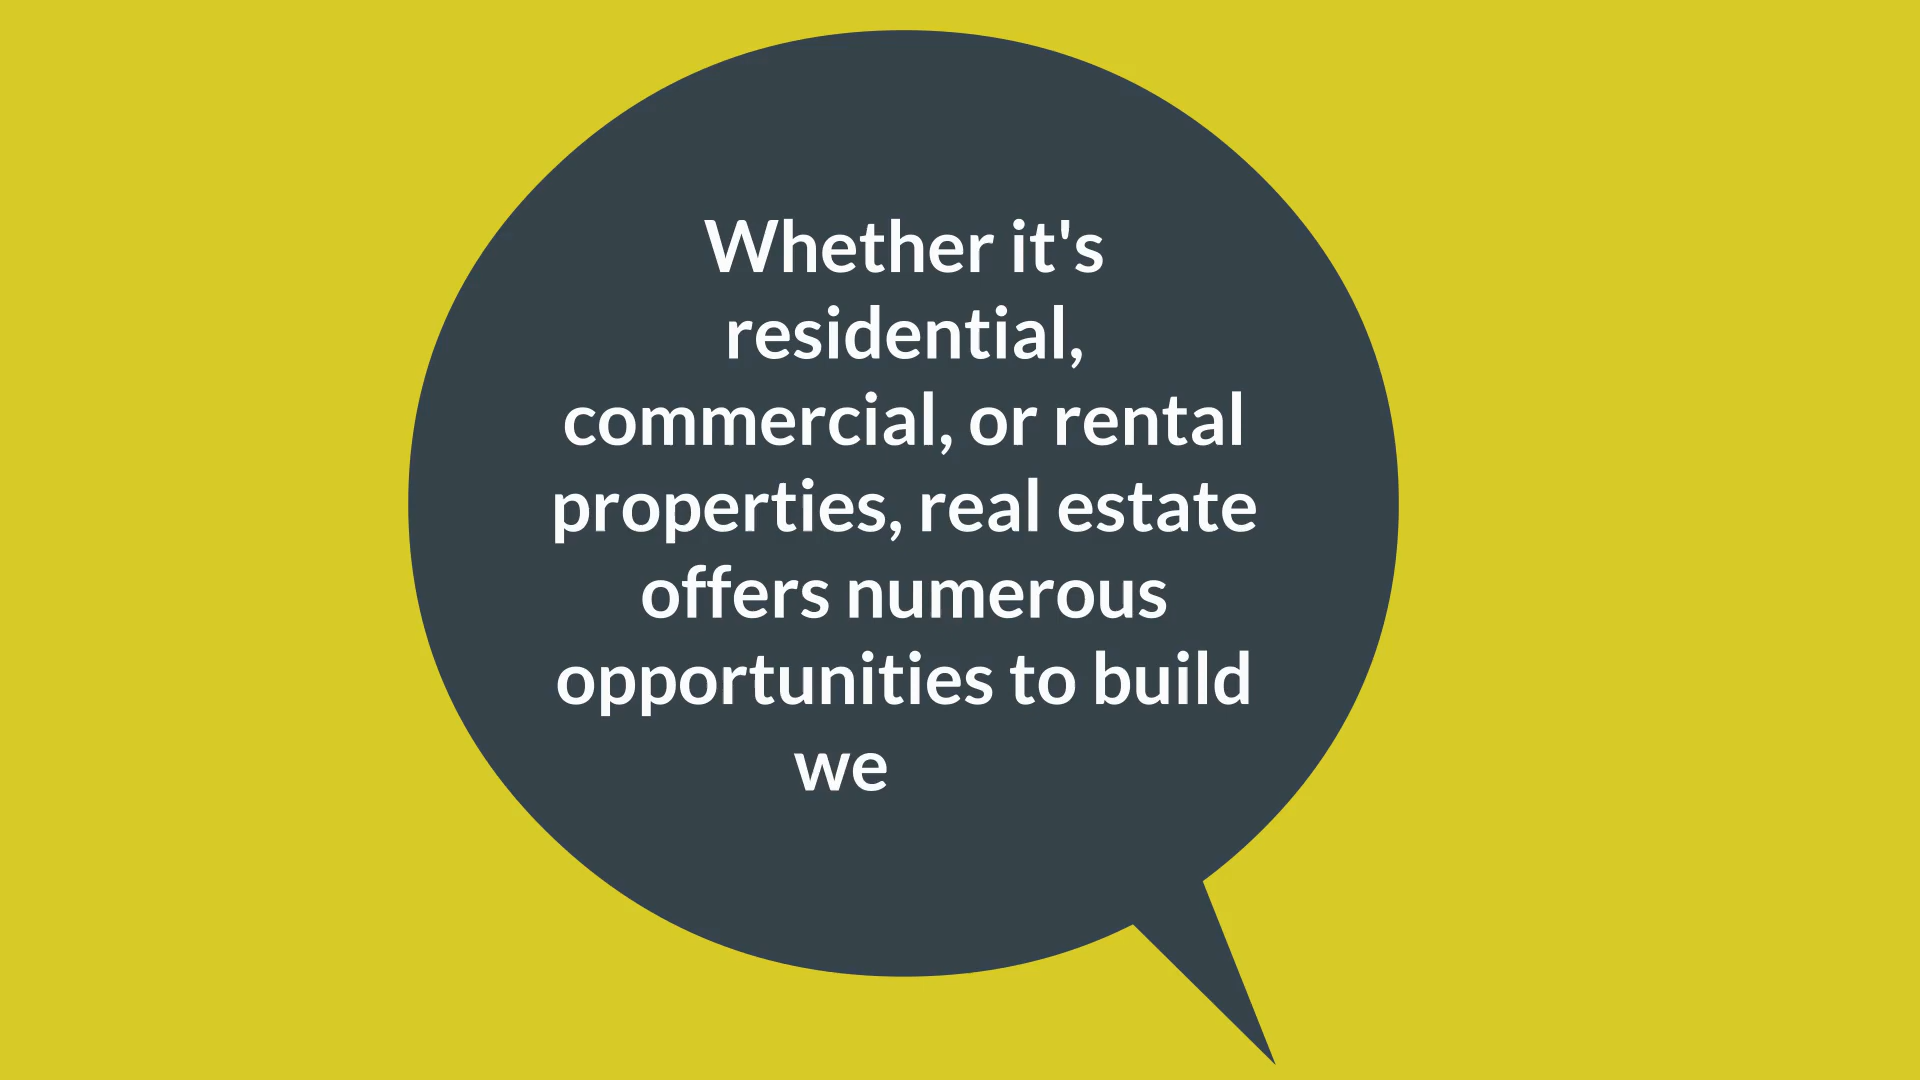 Whether it's
residential,
commercial, or rental
properties, real estate
offers numerous
opportunities to build
we